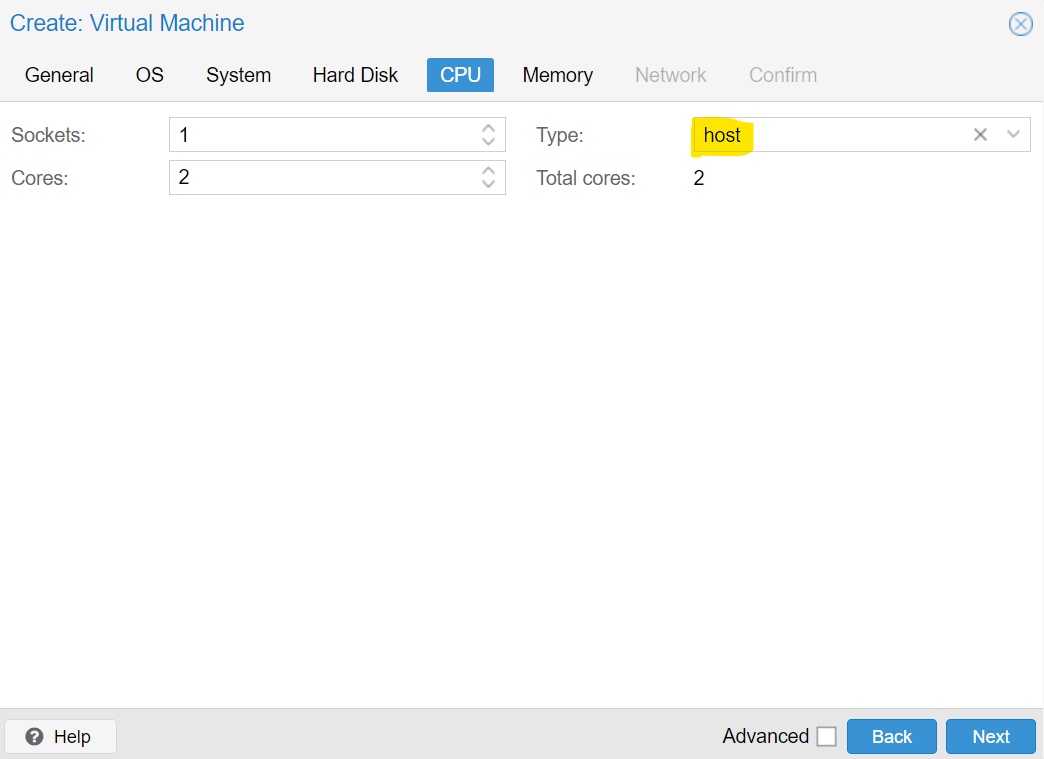 Create: Virtual Machine
General OS System Hard Disk CPU Memory Network Confirm
Sockets: 1 Type: host
Cores: 2 Total cores: 2
Help Advanced Back Next